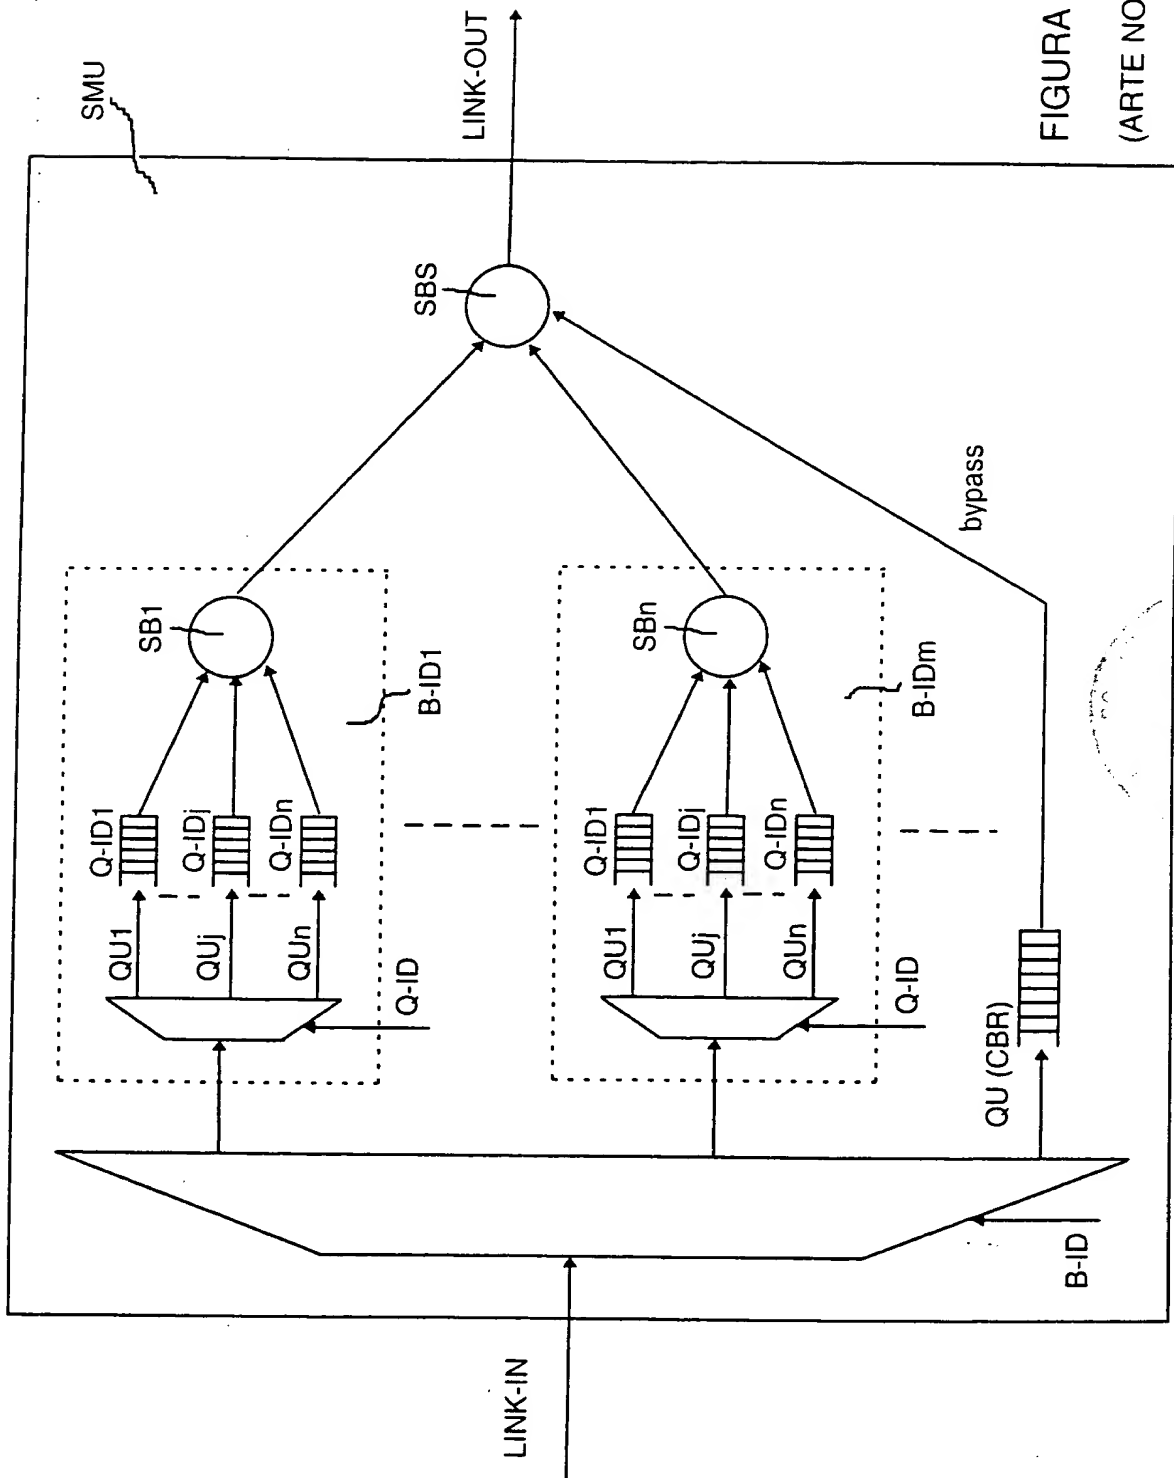 SMU
LINK-OUT
SBS
SB1
B-ID1
Q-ID1
Q-IDj
Q-IDn
QU1
QUj
QUn
Q-ID
SBn
B-IDm
Q-ID1
Q-IDj
Q-IDn
QU1
QUj
QUn
Q-ID
bypass
QU (CBR)
B-ID
LINK-IN
FIGURA
(ARTE NO